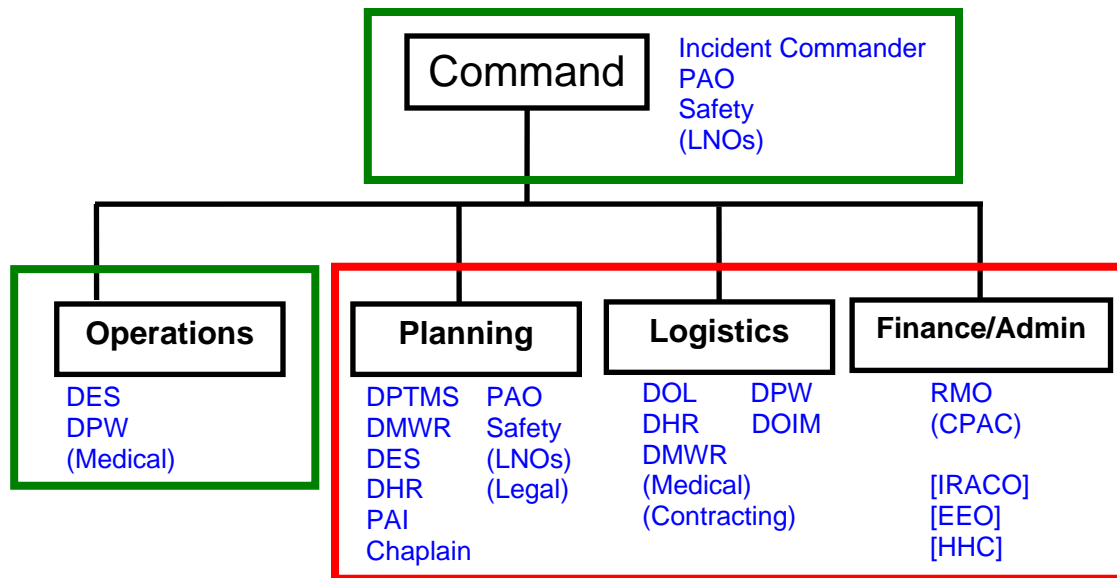 Command
Incident Commander
PAO
Safety
(LNOs)
Operations
DES
DPW
(Medical)
Planning
DPTMS PAO
DMWR Safety
DES (LNOs)
DHR (Legal)
PAI
Chaplain
Logistics
DOL DPW
DHR DOIM
DMWR
(Medical)
(Contracting)
Finance/Admin
RMO
(CPAC)
[IRACO]
[EEO]
[HHC]